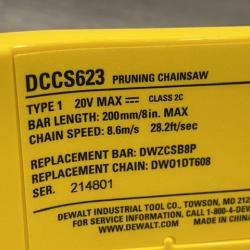 DCCS623 PRUNING CHAINSAW
TYPE 1 20V MAX CLASS 2C
BAR LENGTH: 200mm/8in. MAX
CHAIN SPEED: 8.6m/s 28.2ft/sec
REPLACEMENT BAR: DWZCSB8P
REPLACEMENT CHAIN: DWO1DT608
SER. 214801
DEWALT INDUSTRIAL TOOL CO., TOWSON, MD 212
FOR SERVICE INFORMATION, CALL 1-800-4-DEW
WWW.DEWALT.COM